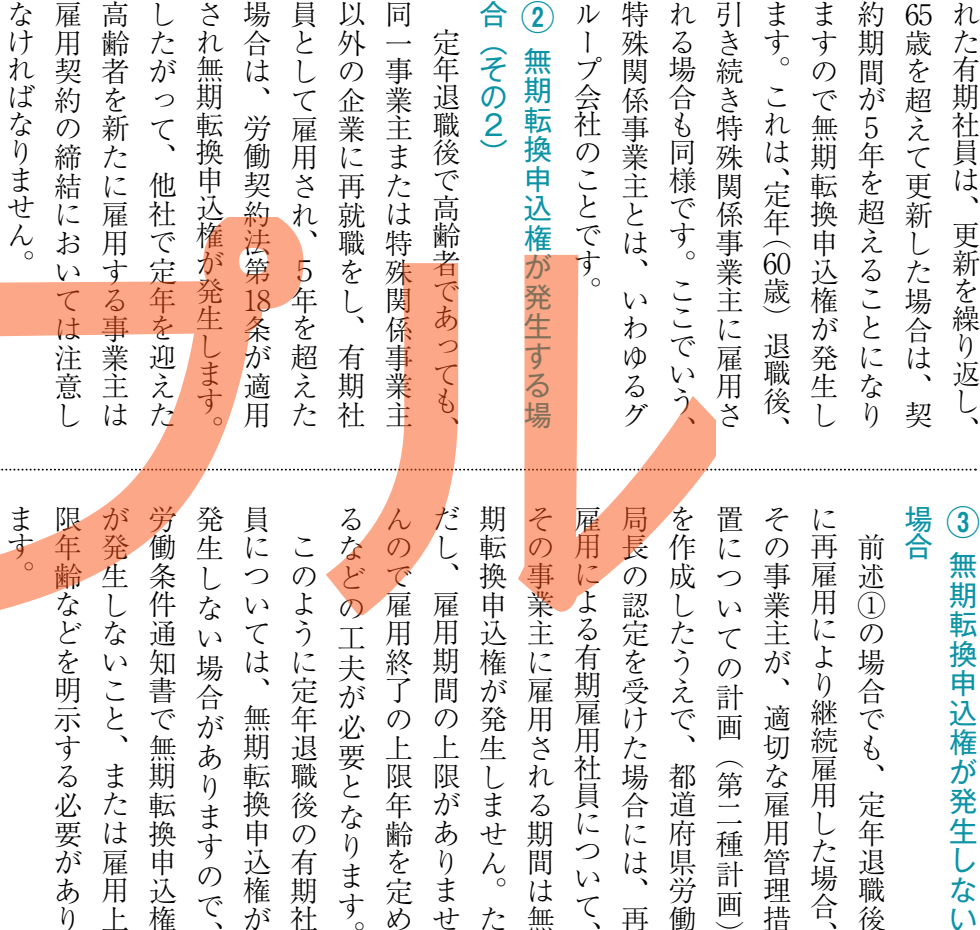 れた有期社員は、更新を繰り返し、
65歳を超えて更新した場合は、契
約期間が5年を超えることになり
ますので無期転換申込権が発生し
ます。これは、定年(60歳)退職後、
引き続き特殊関係事業主に雇用さ
れる場合も同様です。ここでいう、
特殊関係事業主とは、いわゆるグ
ループ会社のことです。
② 無期転換申込権が発生する場
合(その2)
定年退職後で高齢者であっても、
同一事業主または特殊関係事業主
以外の企業に再就職をし、有期社
員として雇用され、5年を超えた
場合は、労働契約法第18条が適用
され無期転換申込権が発生します。
したがって、他社で定年を迎えた
高齢者を新たに雇用する事業主は
雇用契約の締結においては注意し
なければなりません。
③ 無期転換申込権が発生しない
場合
前述①の場合でも、定年退職後
に再雇用により継続雇用した場合、
その事業主が、適切な雇用管理措
置についての計画(第二種計画)
を作成したうえで、都道府県労働
局長の認定を受けた場合には、再
雇用による有期雇用社員について、
その事業主に雇用される期間は無
期転換申込権が発生しません。た
だし、雇用期間の上限がありませ
んので雇用終了の上限年齢を定め
るなどの工夫が必要となります。
このように定年退職後の有期社
員については、無期転換申込権が
発生しない場合がありますので、
労働条件通知書で無期転換申込権
が発生しないこと、または雇用上
限年齢などを明示する必要があり
ます。
プル